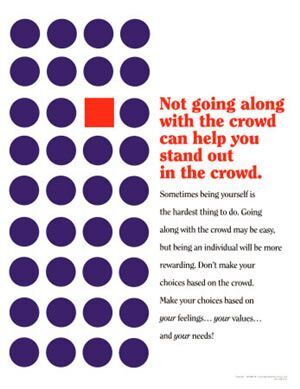 Not going along
with the crowd
can help you
stand out
in the crowd.
Sometimes being yourself is
the hardest thing to do. Going
along with the crowd may be easy,
but being an individual will be more
rewarding. Don't make your
choices based on the crowd.
Make your choices based on
your feelings... your values...
and your needs!